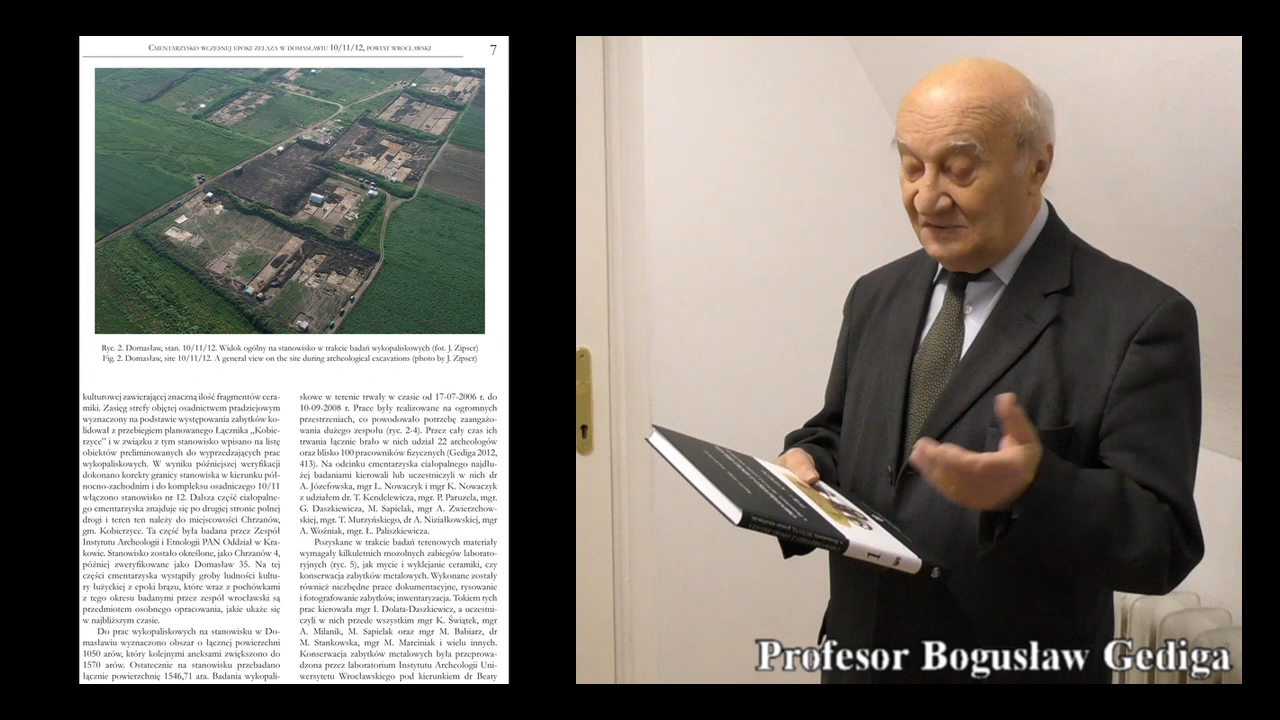 Cmentarzysko wczesnej epoki żelaza w domasławiu 10/11/12, powiat wrocławski
7
Ryc. 2. Domasław, stan. 10/11/12. Widok ogólny na stanowisko w trakcie badań wykopaliskowych (fot. J. Zipser)
Fig. 2. Domasław, site 10/11/12. A general view on the site during archeological excavations (photo by J. Zipser)
kulturowej zawierającej znaczną ilość fragmentów cera-
miki. Zasięg strefy objętej osadnictwem pradziejowym
wyznaczony na podstawie występowania zabytków ko-
lidował z przebiegiem planowanego Łącznika „Kobie-
rzyce” i w związku z tym stanowisko wpisano na listę
obiektów preliminowanych do wyprzedzających prac
wykopaliskowych. W wyniku późniejszej weryfikacji
dokonano korekty granicy stanowiska w kierunku pół-
nocno-zachodnim i do kompleksu osadniczego 10/11
włączono stanowisko nr 12. Dalsza część ciałopalne-
go cmentarzyska znajduje się po drugiej stronie polnej
drogi i teren ten należy do miejscowości Chrzanów,
gm. Kobierzyce. Ta część była badana przez Zespół
Instytutu Archeologii i Etnologii PAN Oddział w Kra-
kowie. Stanowisko zostało określone, jako Chrzanów 4,
później zweryfikowane jako Domasław 35. Na tej
części cmentarzyska wystąpiły groby ludności kultu-
ry łużyckiej z epoki brązu, które wraz z pochówkami
z tego okresu badanymi przez zespół wrocławski są
przedmiotem osobnego opracowania, jakie ukaże się
w najbliższym czasie.
Do prac wykopaliskowych na stanowisku w Do-
masławiu wyznaczono obszar o łącznej powierzchni
1050 arów, który kolejnymi aneksami zwiększono do
1570 arów. Ostatecznie na stanowisku przebadano
łącznie powierzchnię 1546,71 ara. Badania wykopali-
skowe w terenie trwały w czasie od 17-07-2006 r. do
10-09-2008 r. Prace były realizowane na ogromnych
przestrzeniach, co powodowało potrzebę zaangażo-
wania dużego zespołu (ryc. 2-4). Przez cały czas ich
trwania łącznie brało w nich udział 22 archeologów
oraz blisko 100 pracowników fizycznych (Gediga 2012,
413). Na odcinku cmentarzyska ciałopalnego najdłu-
żej badaniami kierowali lub uczestniczyli w nich dr
A. Józefowska, mgr L. Nowaczyk i mgr K. Nowaczyk
z udziałem dr. T. Kendelewicza, mgr. P. Paruzela, mgr.
G. Daszkiewicza, M. Sapielak, mgr A. Zwierzchow-
skiej, mgr. T. Murzyńskiego, dr A. Niziałkowskiej, mgr
A. Woźniak, mgr. Ł. Paliszkiewicza.
Pozyskane w trakcie badań terenowych materiały
wymagały kilkuletnich mozolnych zabiegów laborato-
ryjnych (ryc. 5), jak mycie i wyklejanie ceramiki, czy
konserwacja zabytków metalowych. Wykonane zostały
również niezbędne prace dokumentacyjne, rysowanie
i fotografowanie zabytków, inwentaryzacja. Tokiem tych
prac kierowała mgr I. Dolata-Daszkiewicz, a uczestni-
czyli w nich przede wszystkim mgr K. Świątek, mgr
A. Milanik, M. Sapielak oraz mgr M. Babiarz, dr
M. Stankowska, mgr M. Marciniak i wielu innych.
Konserwacja zabytków metalowych była przeprowa-
dzona przez laboratorium Instytutu Archeologii Uni-
wersytetu Wrocławskiego pod kierunkiem dr Beaty
1
Profesor Bogusław Gediga